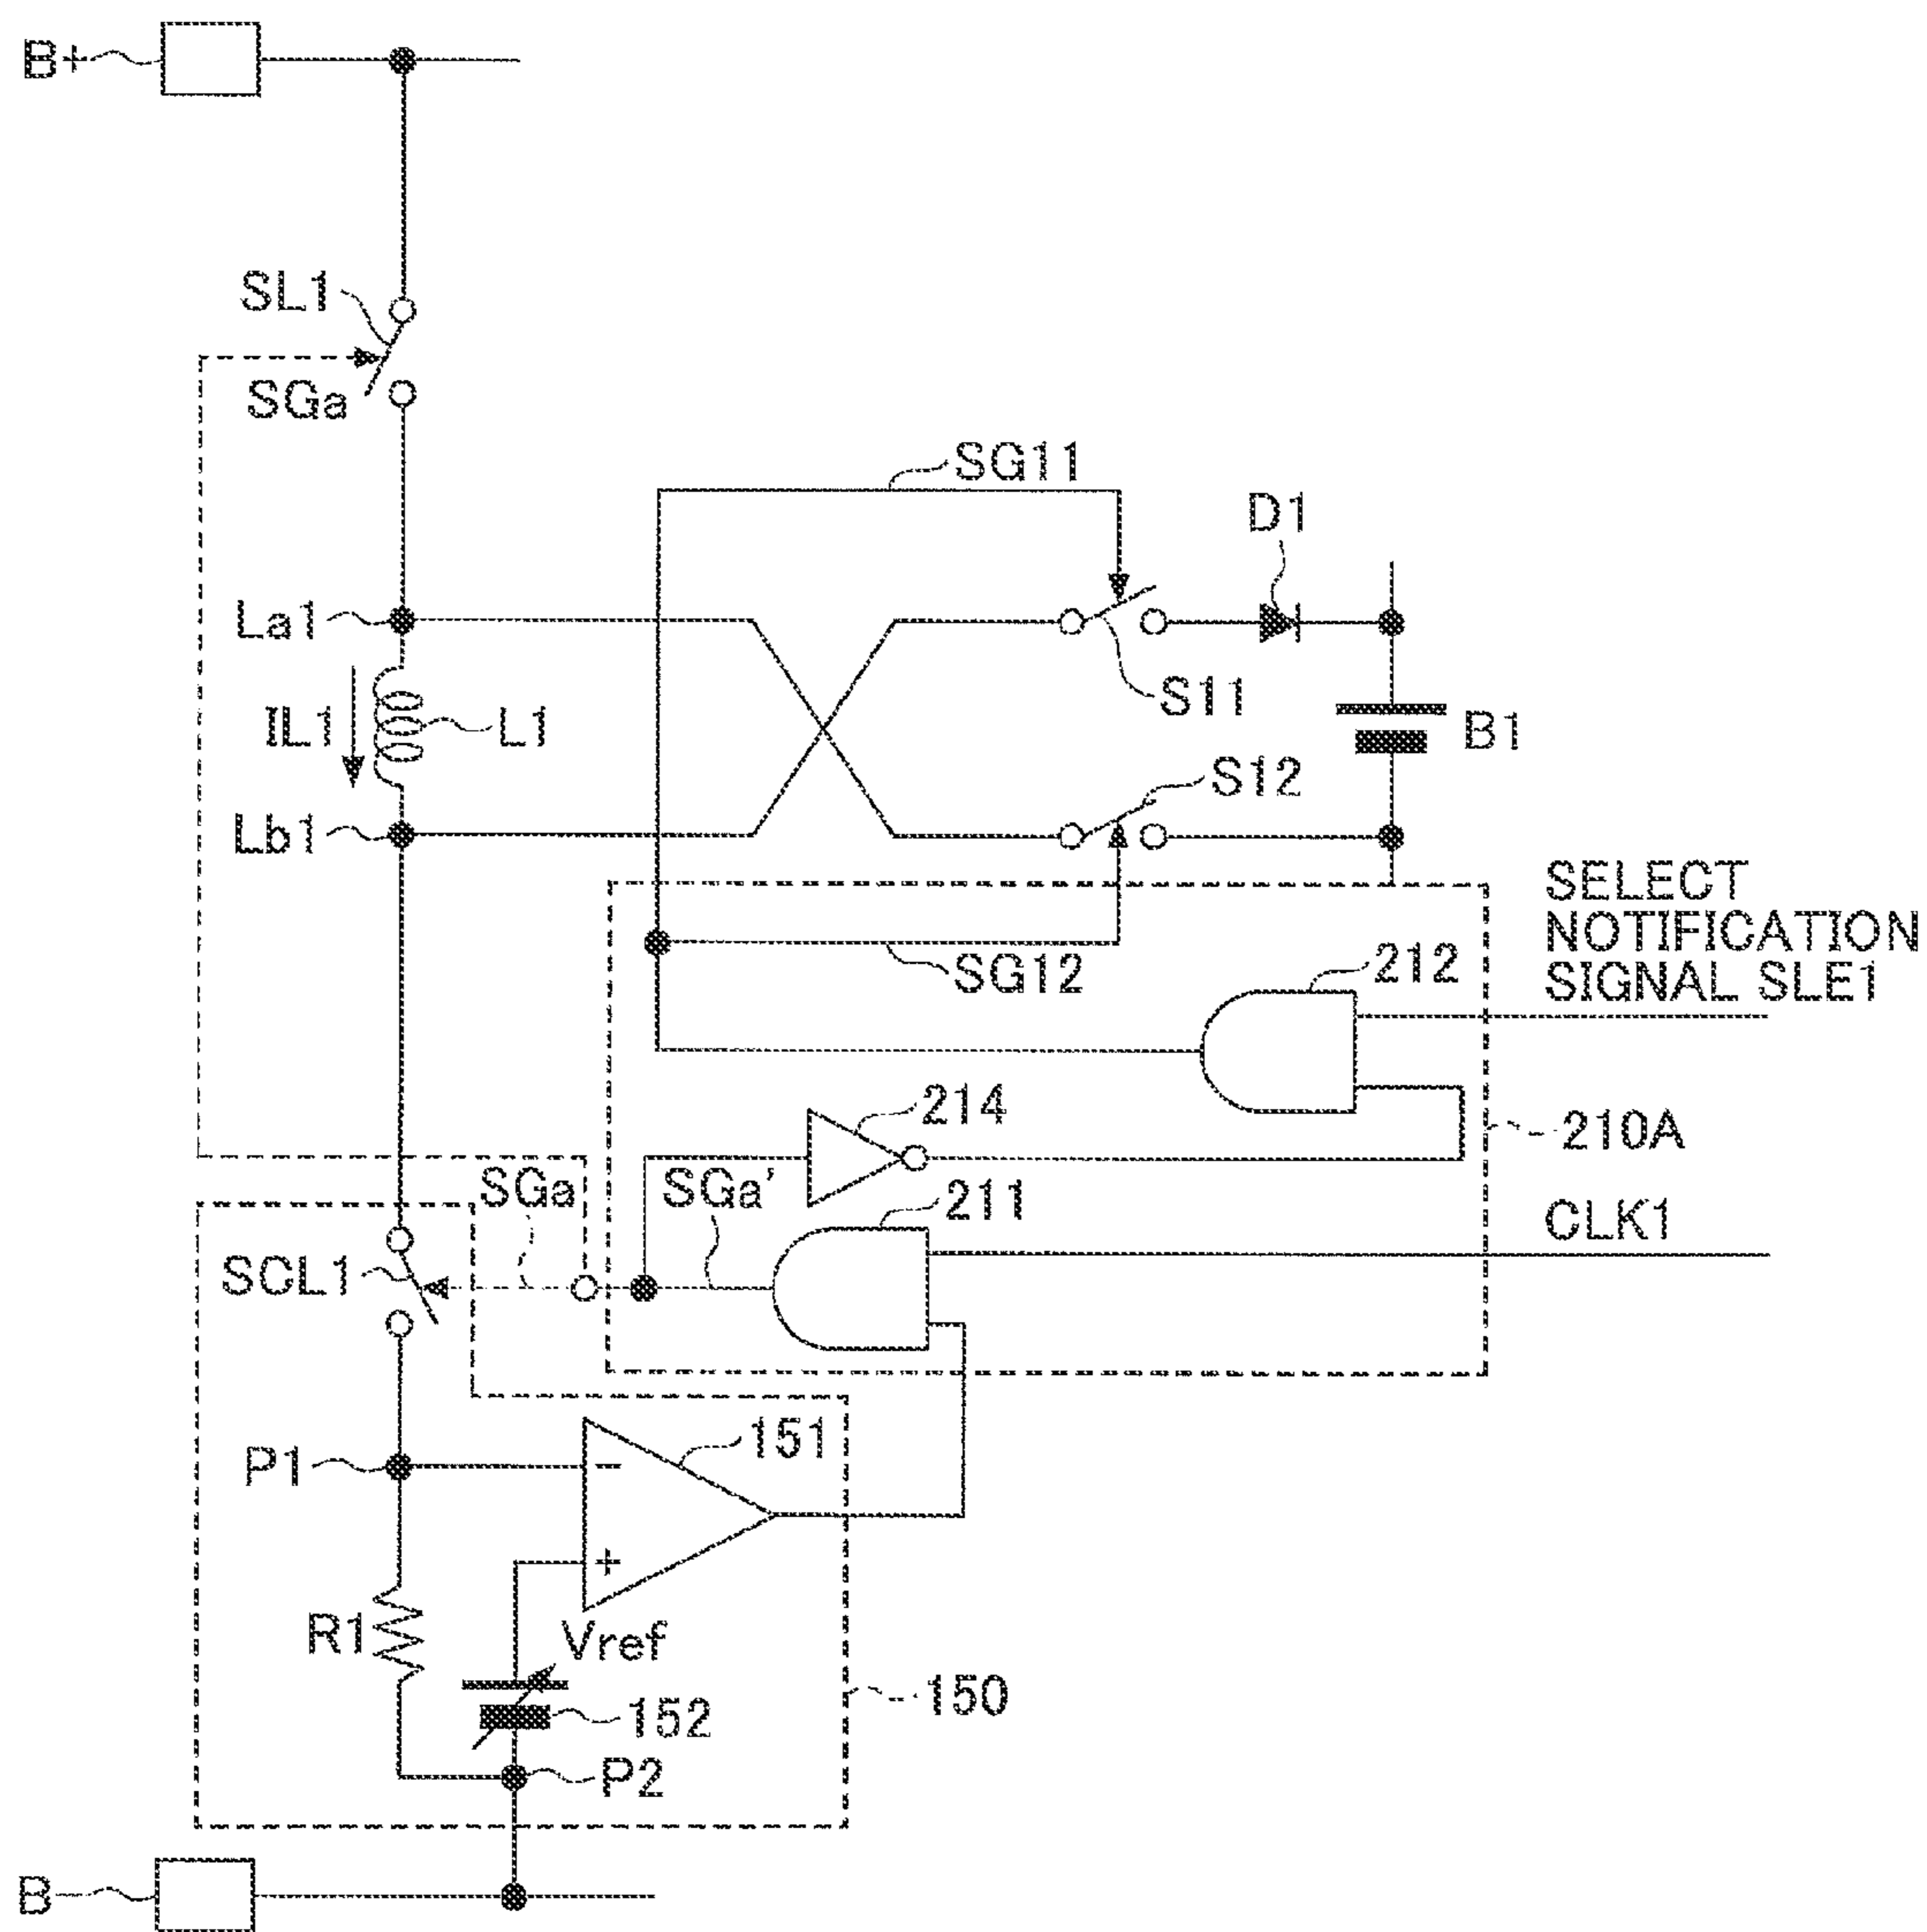 B+
SL1
SGa
SG11
D1
La1
S11
IL1
L1
B1
S12
Lb1
SELECT
NOTIFICATION
SIGNAL SLE1
SG12
212
214
210A
SGa
SGa'
211
CLK1
SCL1
151
P1
−
+
R1
Vref
150
152
P2
B